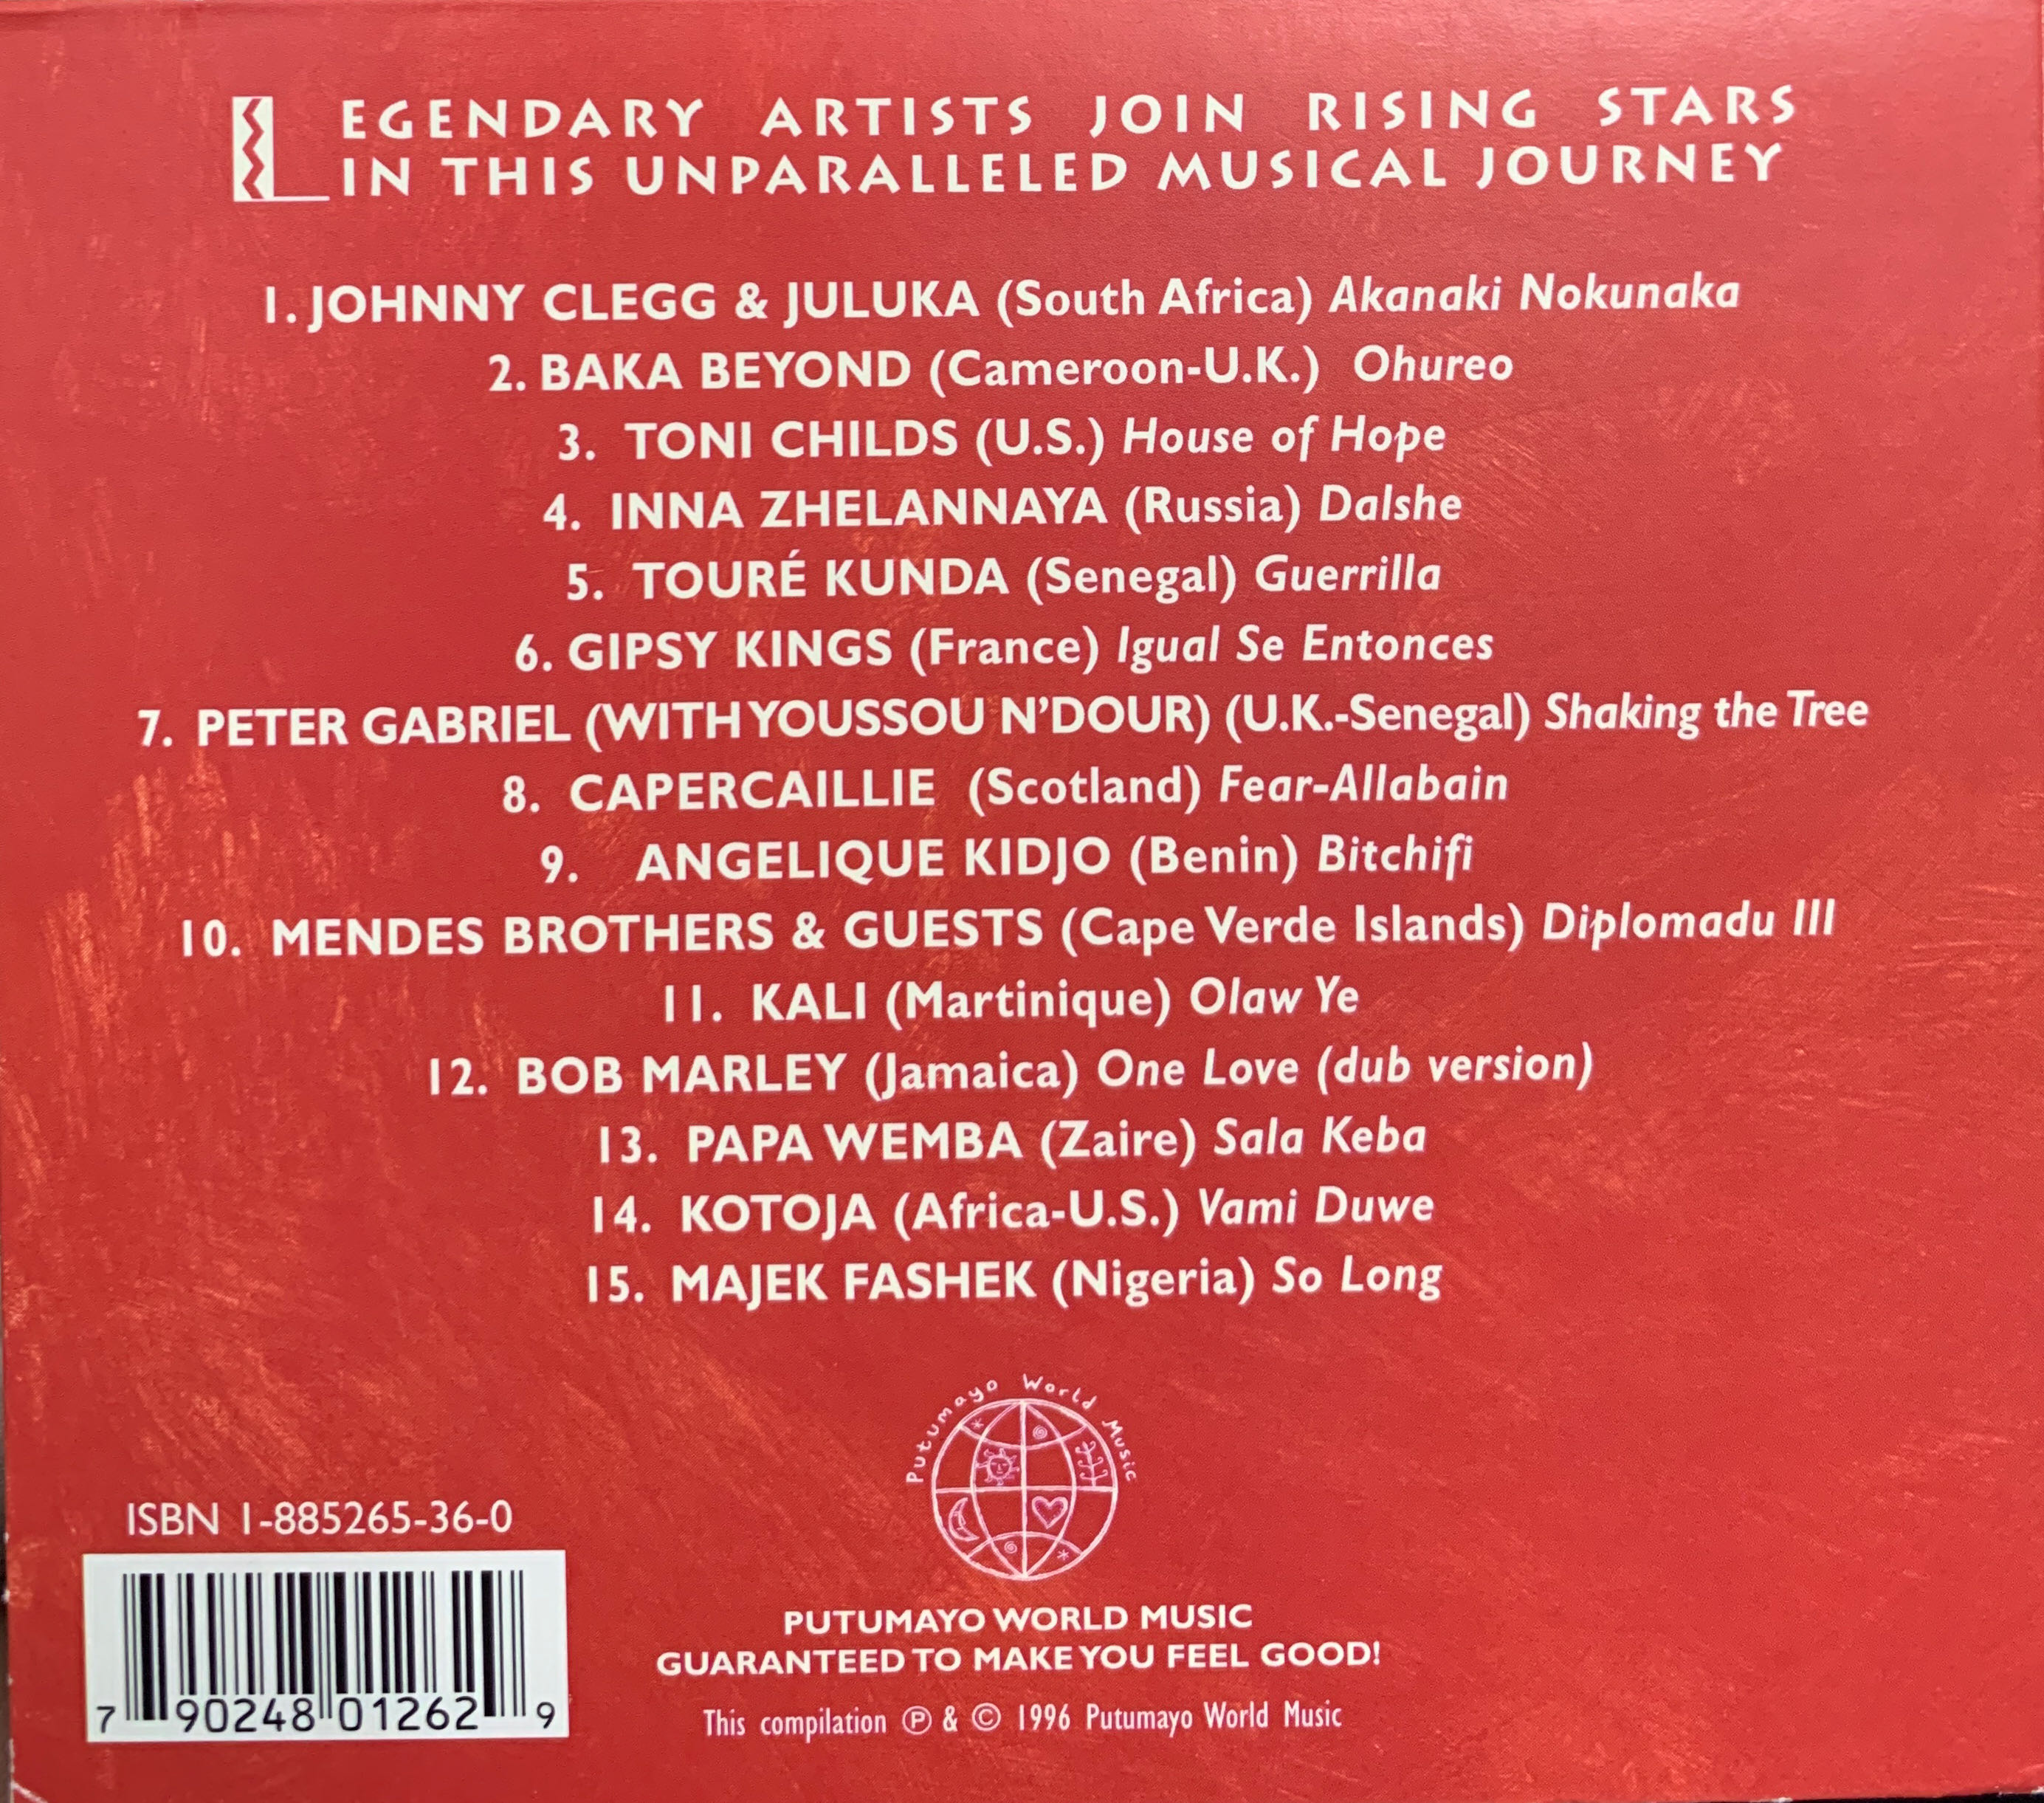 LEGENDARY ARTISTS JOIN RISING STARS
IN THIS UNPARALLELED MUSICAL JOURNEY
1. JOHNNY CLEGG & JULUKA (South Africa) Akanaki Nokunaka
2. BAKA BEYOND (Cameroon-U.K.) Ohureo
3. TONI CHILDS (U.S.) House of Hope
4. INNA ZHELANNAYA (Russia) Dalshe
5. TOURÉ KUNDA (Senegal) Guerrilla
6. GIPSY KINGS (France) Igual Se Entonces
7. PETER GABRIEL (WITH YOUSSOU N'DOUR) (U.K.-Senegal) Shaking the Tree
8. CAPERCAILLIE (Scotland) Fear-Allabain
9. ANGELIQUE KIDJO (Benin) Bitchifi
10. MENDES BROTHERS & GUESTS (Cape Verde Islands) Diplomadu III
11. KALI (Martinique) Olaw Ye
12. BOB MARLEY (Jamaica) One Love (dub version)
13. PAPA WEMBA (Zaire) Sala Keba
14. KOTOJA (Africa-U.S.) Vami Duwe
15. MAJEK FASHEK (Nigeria) So Long
Putumayo World Music
ISBN 1-885265-36-0
7 90248 01262 9
PUTUMAYO WORLD MUSIC
GUARANTEED TO MAKE YOU FEEL GOOD!
This compilation ℗ & © 1996 Putumayo World Music